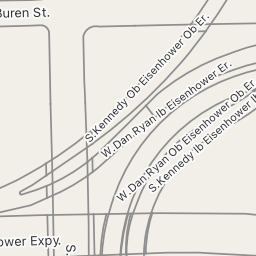 Buren St.
S.Kennedy Ob Eisenhower Ob Er.
W.Dan Ryan Ib Eisenhower Er.
W.Dan Ryan Ob Eisenhower Ob Er
S.Kennedy Ib Eisenhower I
ower Expy.
S.